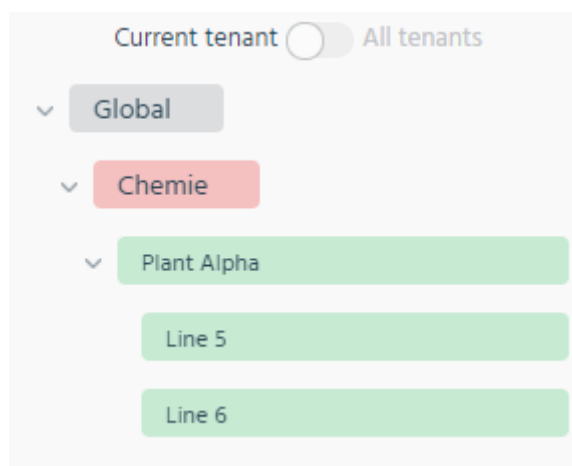 Current tenant All tenants
Global
Chemie
Plant Alpha
Line 5
Line 6